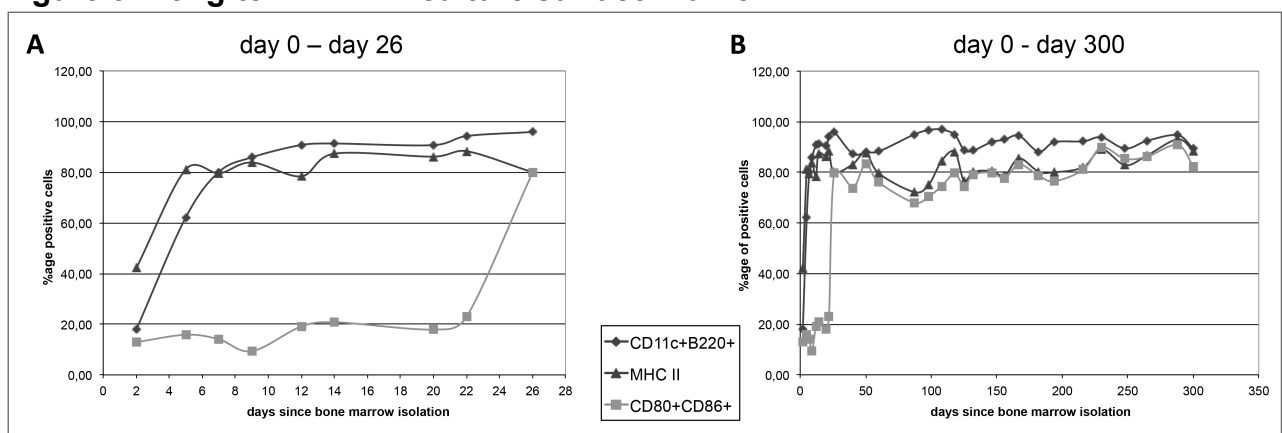 A
day 0 – day 26
120,00
100,00
80,00
60,00
40,00
20,00
0,00
%age positive cells
0 2 4 6 8 10 12 14 16 18 20 22 24 26 28
days since bone marrow isolation
CD11c+B220+
MHC II
CD80+CD86+
B
day 0 - day 300
120,00
100,00
80,00
60,00
40,00
20,00
0,00
%age of positive cells
0 50 100 150 200 250 300 350
days since bone marrow isolation